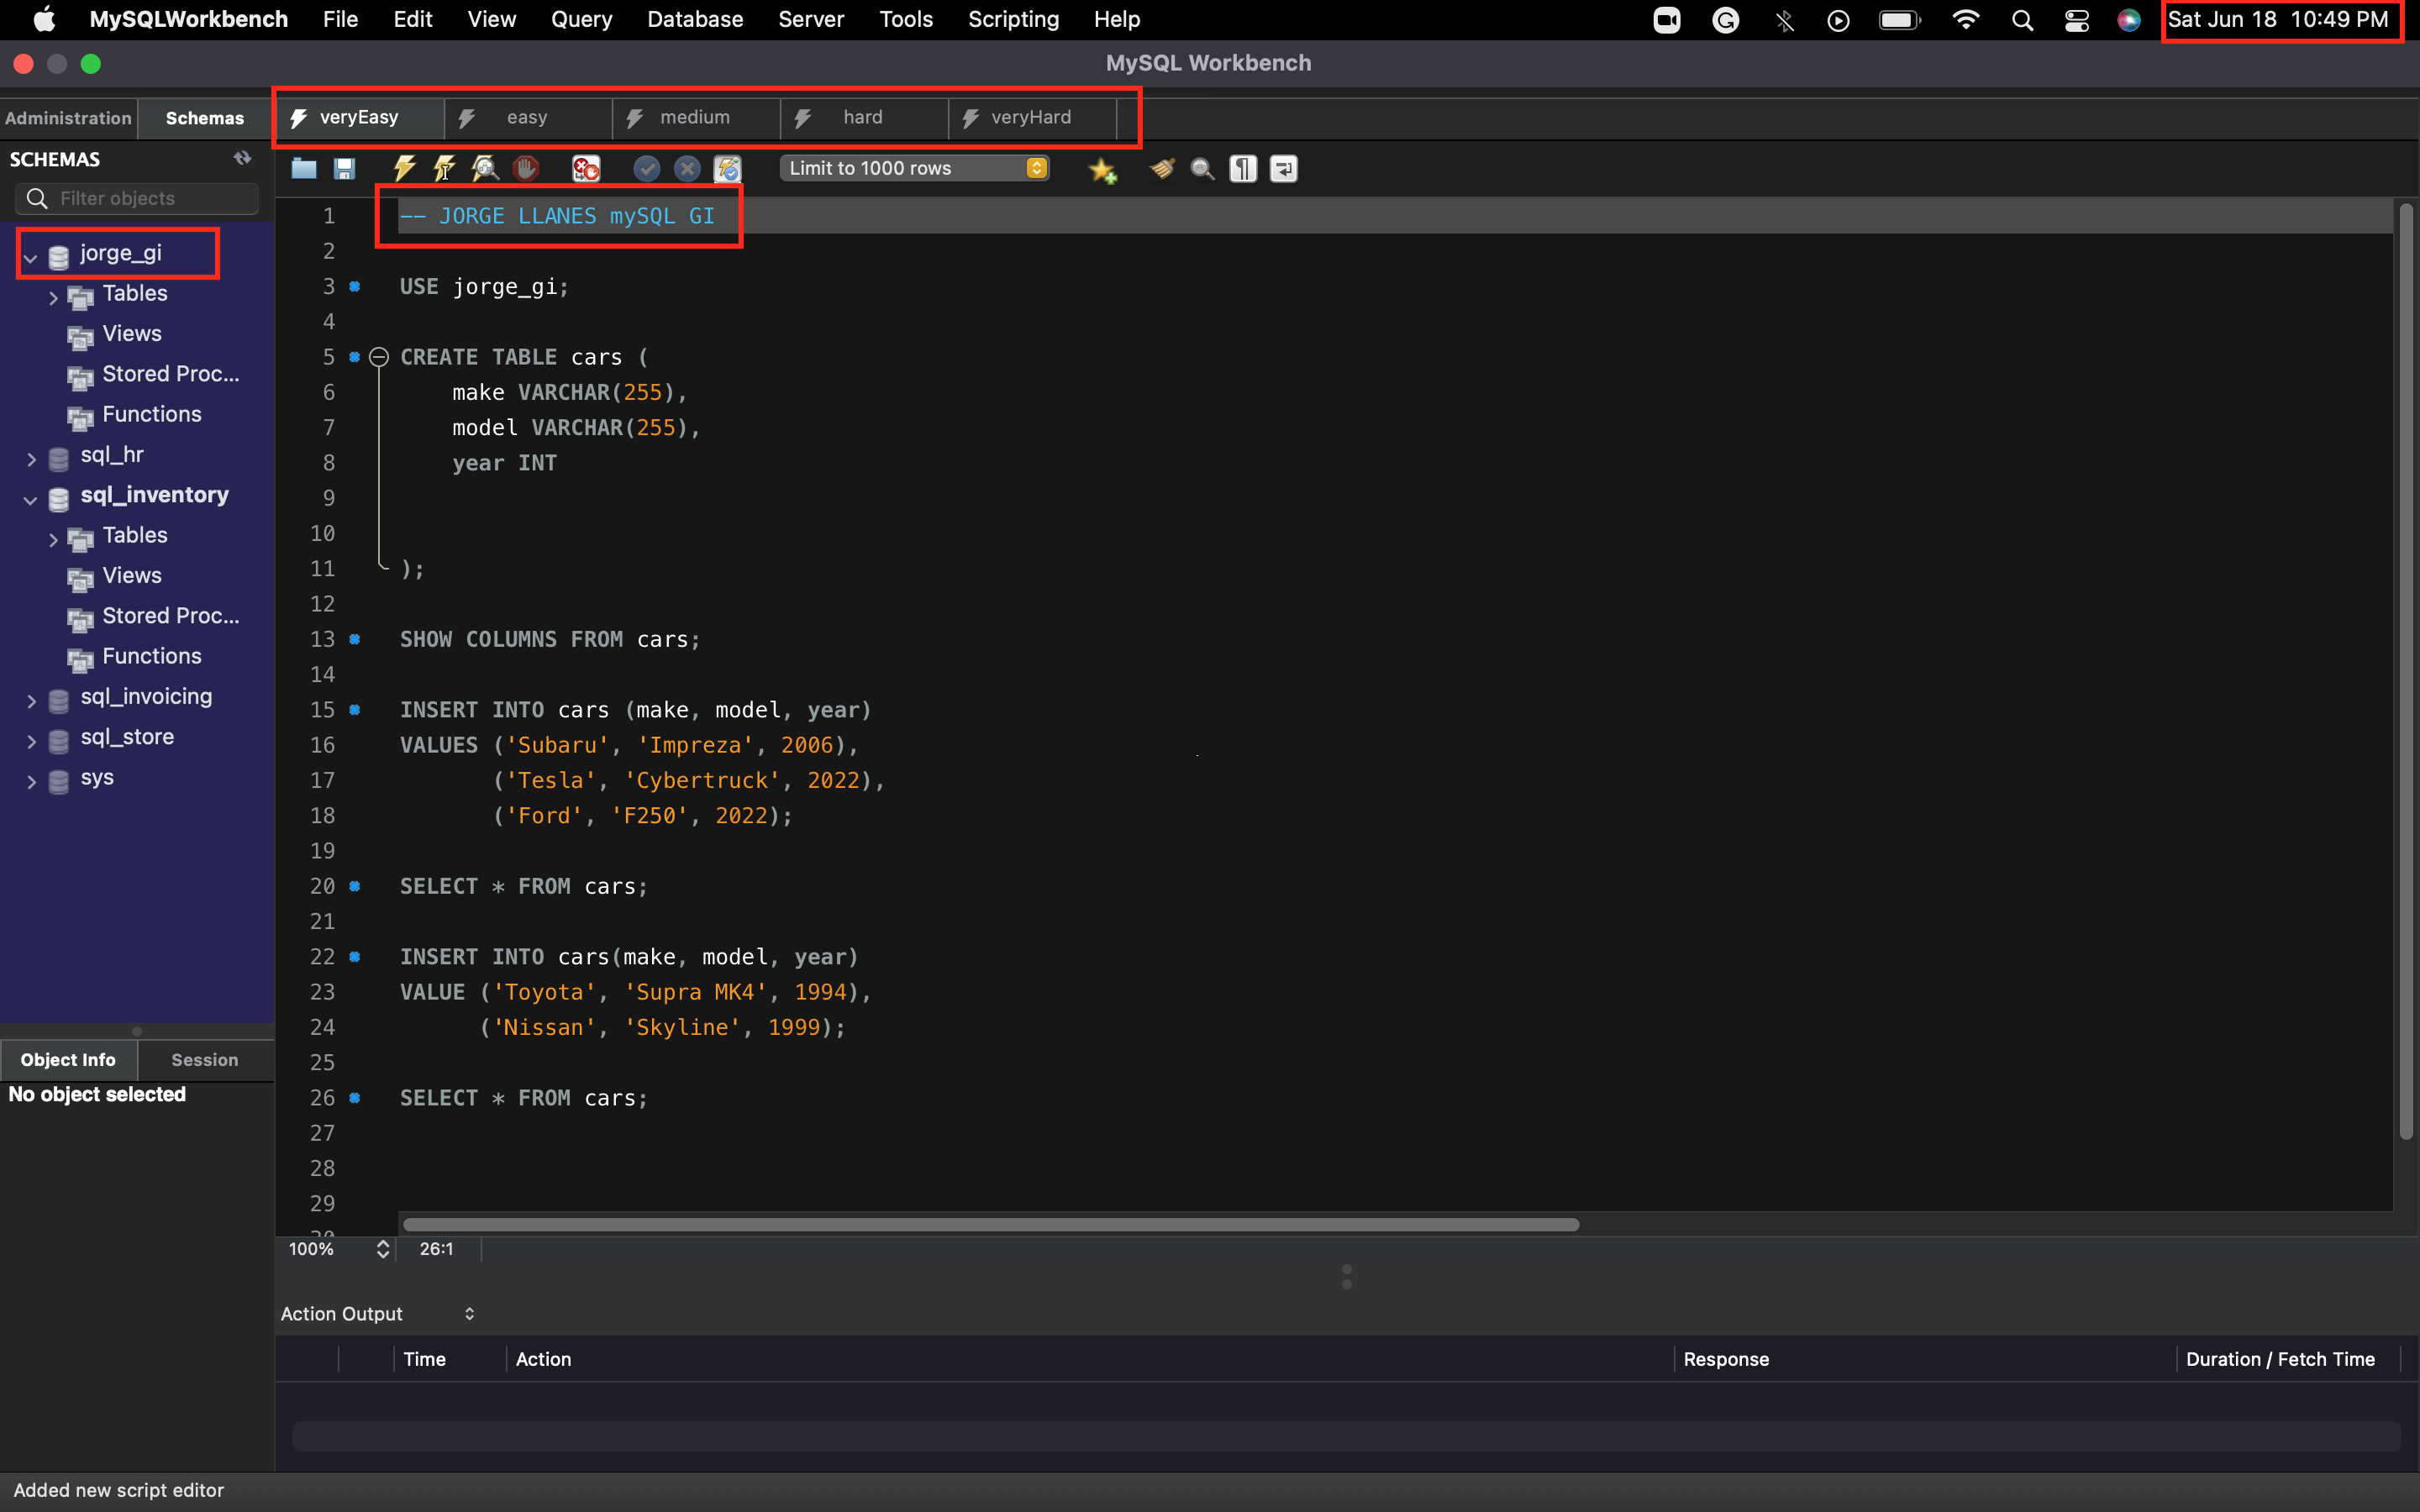 MySQLWorkbench File Edit View Query Database Server Tools Scripting Help Sat Jun 18 10:49 PM
MySQL Workbench
Administration Schemas veryEasy easy medium hard veryHard
SCHEMAS
Limit to 1000 rows
Filter objects
jorge_gi
Tables
Views
Stored Proc...
Functions
sql_hr
sql_inventory
Tables
Views
Stored Proc...
Functions
sql_invoicing
sql_store
sys
Object Info Session
No object selected
1 -- JORGE LLANES mySQL GI
2
3 USE jorge_gi;
4
5 CREATE TABLE cars (
6 make VARCHAR(255),
7 model VARCHAR(255),
8 year INT
9
10
11 );
12
13 SHOW COLUMNS FROM cars;
14
15 INSERT INTO cars (make, model, year)
16 VALUES ('Subaru', 'Impreza', 2006),
17 ('Tesla', 'Cybertruck', 2022),
18 ('Ford', 'F250', 2022);
19
20 SELECT * FROM cars;
21
22 INSERT INTO cars(make, model, year)
23 VALUE ('Toyota', 'Supra MK4', 1994),
24 ('Nissan', 'Skyline', 1999);
25
26 SELECT * FROM cars;
27
28
29
100% 26:1
Action Output
Time Action Response Duration / Fetch Time
Added new script editor